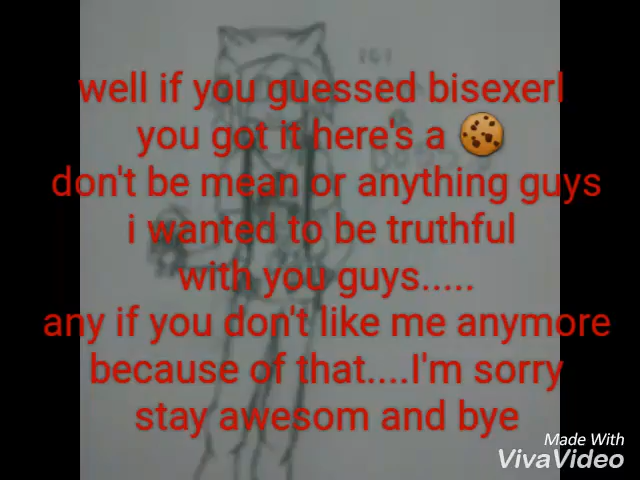 well if you guessed bisexerl
you got it here's a 🍪
don't be mean or anything guys
i wanted to be truthful
with you guys.....
any if you don't like me anymore
because of that....I'm sorry
stay awesom and bye
Made With
VivaVideo